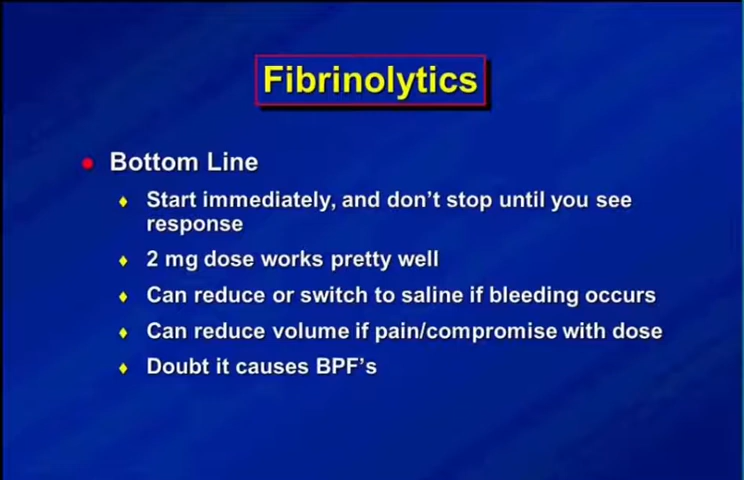 Fibrinolytics
Bottom Line
Start immediately, and don't stop until you see
response
2 mg dose works pretty well
Can reduce or switch to saline if bleeding occurs
Can reduce volume if pain/compromise with dose
Doubt it causes BPF's